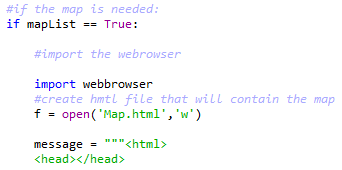 #if the map is needed:
if mapList == True:
#import the webrowser
import webbrowser
#create hmtl file that will contain the map
f = open('Map.html','w')
message = """<html>
<head></head>